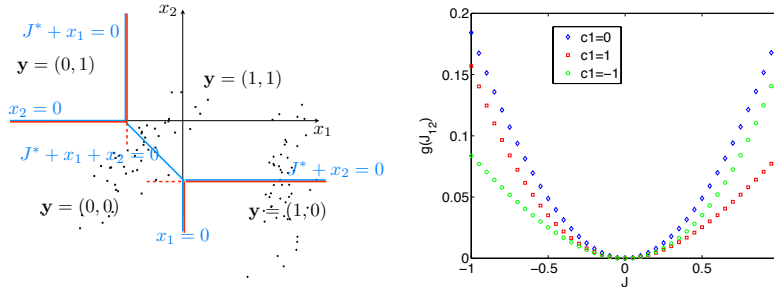 x₂
J* + x₁ = 0
y = (0, 1)
y = (1, 1)
x₂ = 0
x₁
J* + x₁ + x₂ = 0
J* + x₂ = 0
y = (0, 0)
y = (1, 0)
x₁ = 0
0.2
0.15
0.1
0.05
0
g(J₁₂)
c1=0
c1=1
c1=-1
-1
-0.5
0
0.5
J